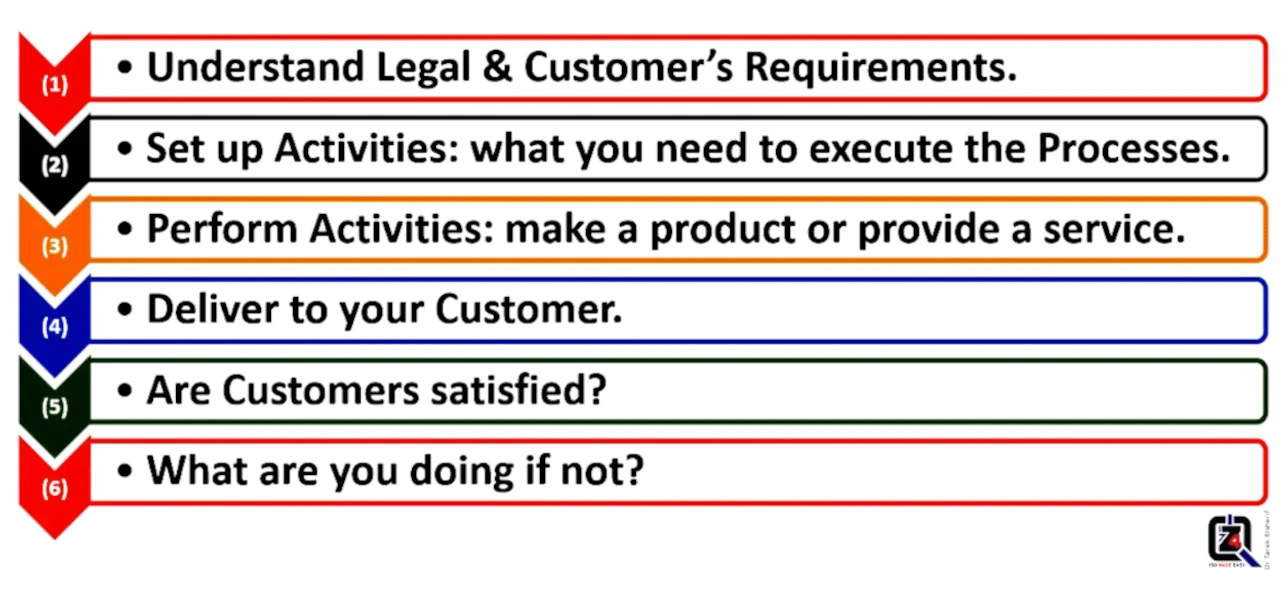 (1)
• Understand Legal & Customer’s Requirements.
(2)
• Set up Activities: what you need to execute the Processes.
(3)
• Perform Activities: make a product or provide a service.
(4)
• Deliver to your Customer.
(5)
• Are Customers satisfied?
(6)
• What are you doing if not?
ISO MADE EASY
Dr Tarek Elsherif